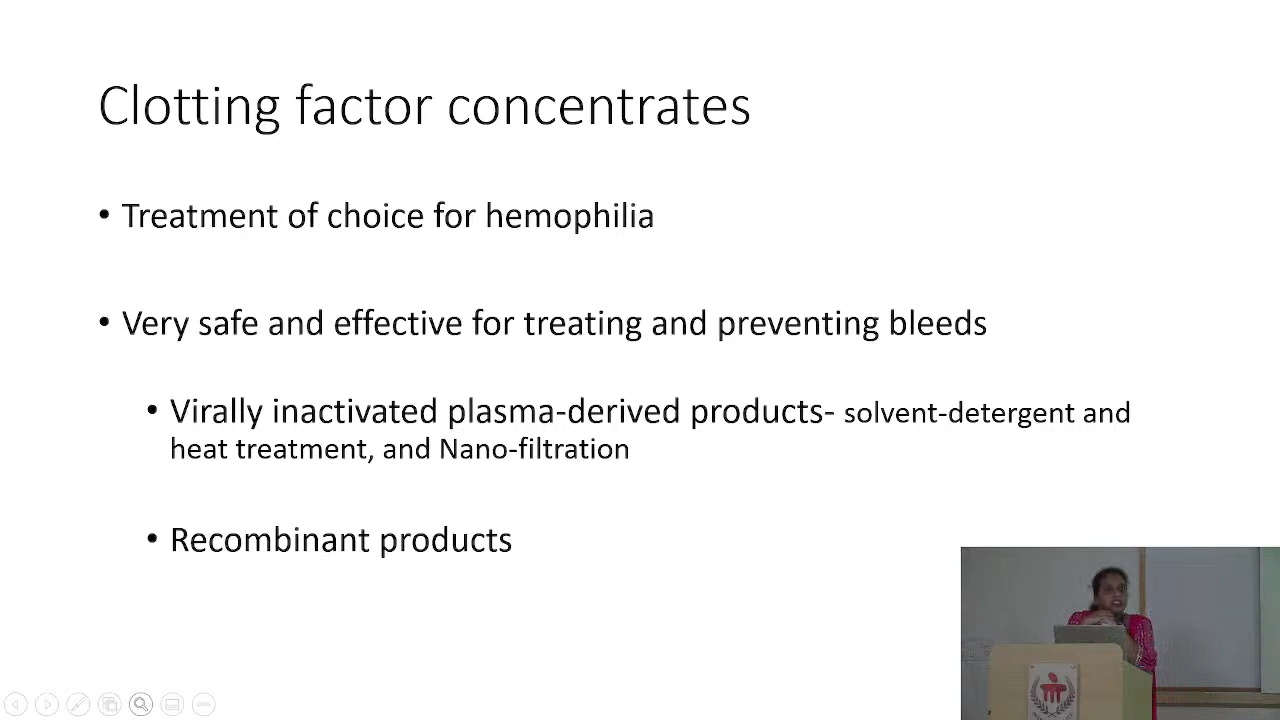 Clotting factor concentrates
• Treatment of choice for hemophilia
• Very safe and effective for treating and preventing bleeds
• Virally inactivated plasma-derived products- solvent-detergent and
heat treatment, and Nano-filtration
• Recombinant products